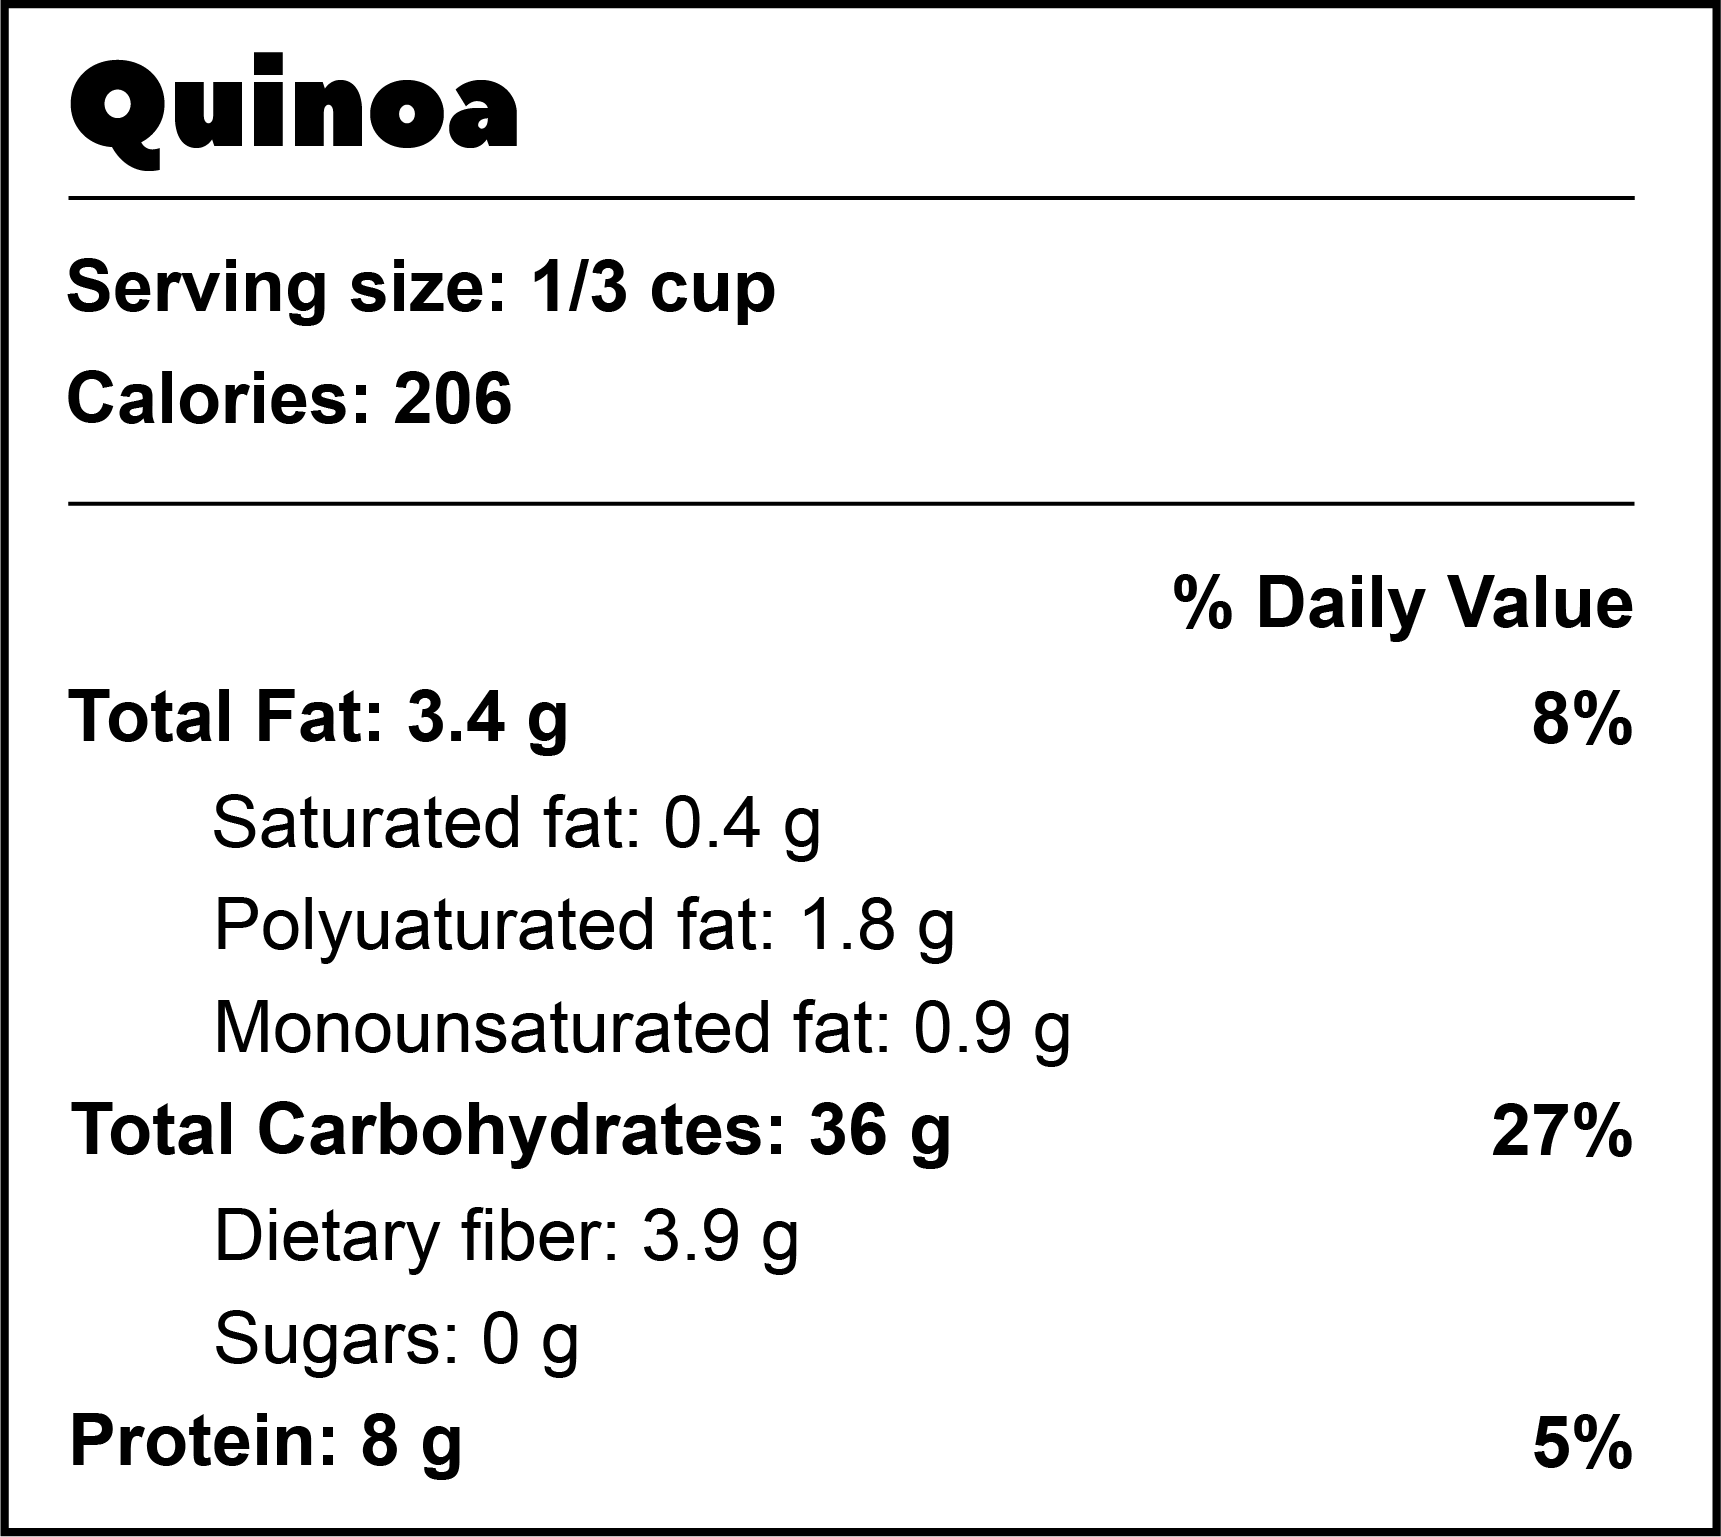 Quinoa
Serving size: 1/3 cup
Calories: 206
% Daily Value
Total Fat: 3.4 g 8%
Saturated fat: 0.4 g
Polyuaturated fat: 1.8 g
Monounsaturated fat: 0.9 g
Total Carbohydrates: 36 g 27%
Dietary fiber: 3.9 g
Sugars: 0 g
Protein: 8 g 5%